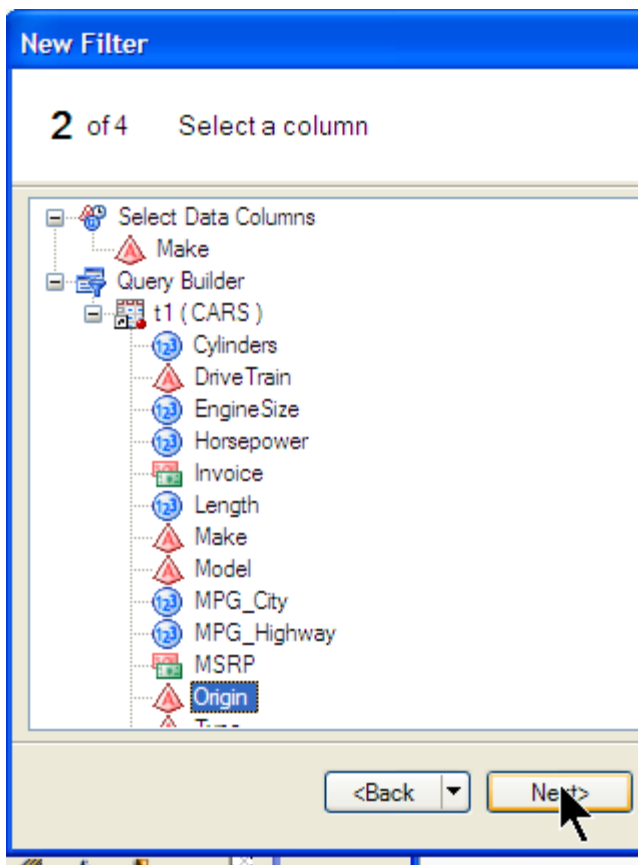 New Filter
2 of 4 Select a column
Select Data Columns
Make
Query Builder
t1 ( CARS )
Cylinders
DriveTrain
EngineSize
Horsepower
Invoice
Length
Make
Model
MPG_City
MPG_Highway
MSRP
Origin
<Back Next>